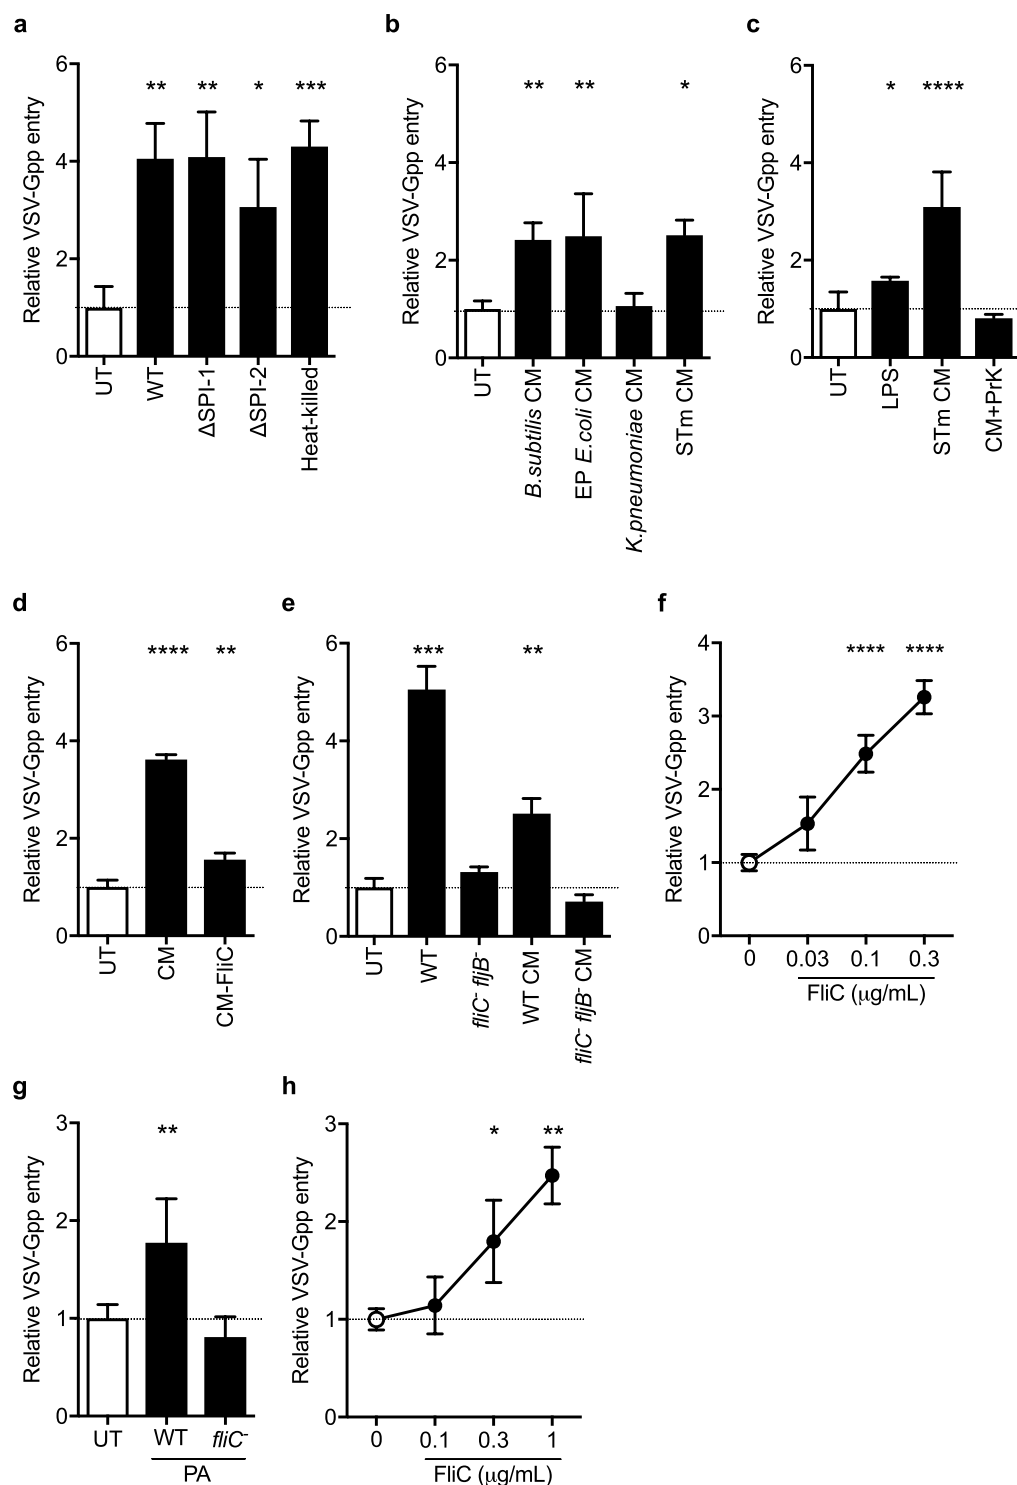 a
Relative VSV-Gpp entry
6
4
2
0
** ** * ***
UT
WT
ΔSPI-1
ΔSPI-2
Heat-killed
b
Relative VSV-Gpp entry
6
4
2
0
** ** *
UT
B.subtilis CM
EP E.coli CM
K.pneumoniae CM
STm CM
c
Relative VSV-Gpp entry
6
4
2
0
* ****
UT
LPS
STm CM
CM+PrK
d
Relative VSV-Gpp entry
6
4
2
0
**** **
UT
CM
CM-FliC
e
Relative VSV-Gpp entry
6
4
2
0
*** **
UT
WT
fliC- fljB-
WT CM
fliC- fljB- CM
f
Relative VSV-Gpp entry
4
3
2
1
0
**** ****
0 0.03 0.1 0.3
FliC (μg/mL)
g
Relative VSV-Gpp entry
3
2
1
0
**
UT WT fliC-
PA
h
Relative VSV-Gpp entry
3
2
1
0
* **
0 0.1 0.3 1
FliC (μg/mL)